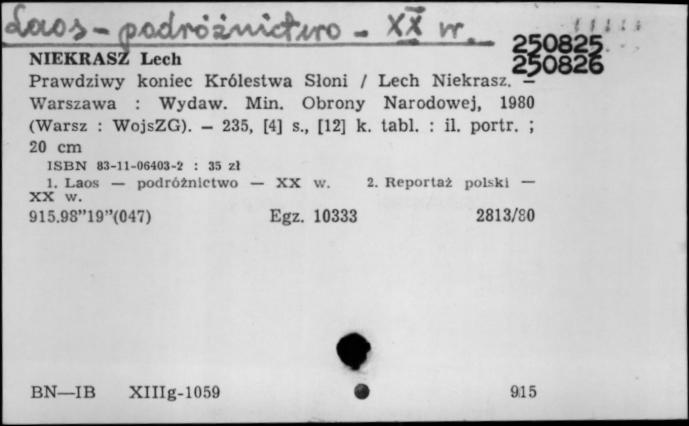 Laos - podróżnictwo - XX w.
250825
250826
NIEKRASZ Lech
Prawdziwy koniec Królestwa Słoni / Lech Niekrasz. —
Warszawa : Wydaw. Min. Obrony Narodowej, 1980
(Warsz : WojsZG). — 235, [4] s., [12] k. tabl. : il. portr. ;
20 cm
ISBN 83-11-06403-2 : 35 zł
1. Laos — podróżnictwo — XX w. 2. Reportaż polski —
XX w.
915.98”19”(047) Egz. 10333 2813/80
BN—IB XIIIg-1059 915